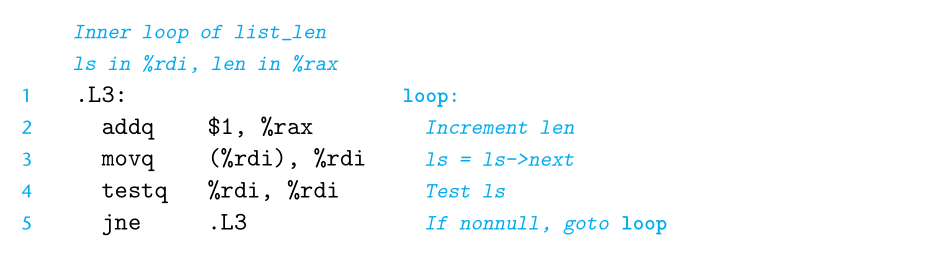 Inner loop of list_len
ls in %rdi, len in %rax
1 .L3: loop:
2 addq $1, %rax Increment len
3 movq (%rdi), %rdi ls = ls->next
4 testq %rdi, %rdi Test ls
5 jne .L3 If nonnull, goto loop